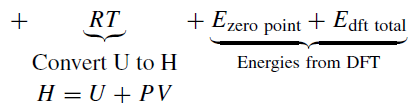 + RT + E_zero point + E_dft total
Convert U to H
Energies from DFT
H = U + PV